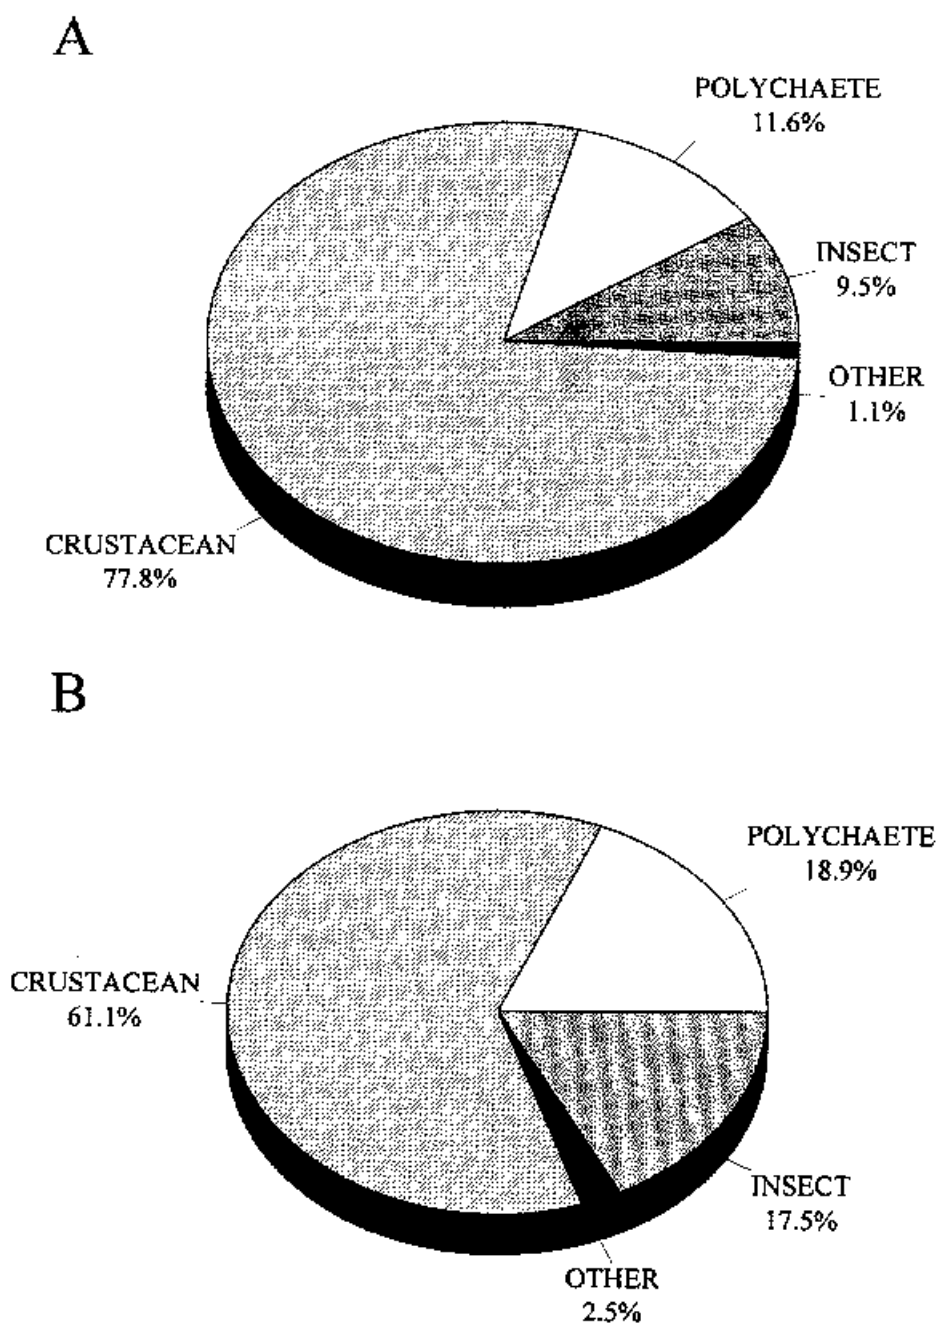 A
POLYCHAETE
11.6%
INSECT
9.5%
OTHER
1.1%
CRUSTACEAN
77.8%
B
POLYCHAETE
18.9%
CRUSTACEAN
61.1%
INSECT
17.5%
OTHER
2.5%